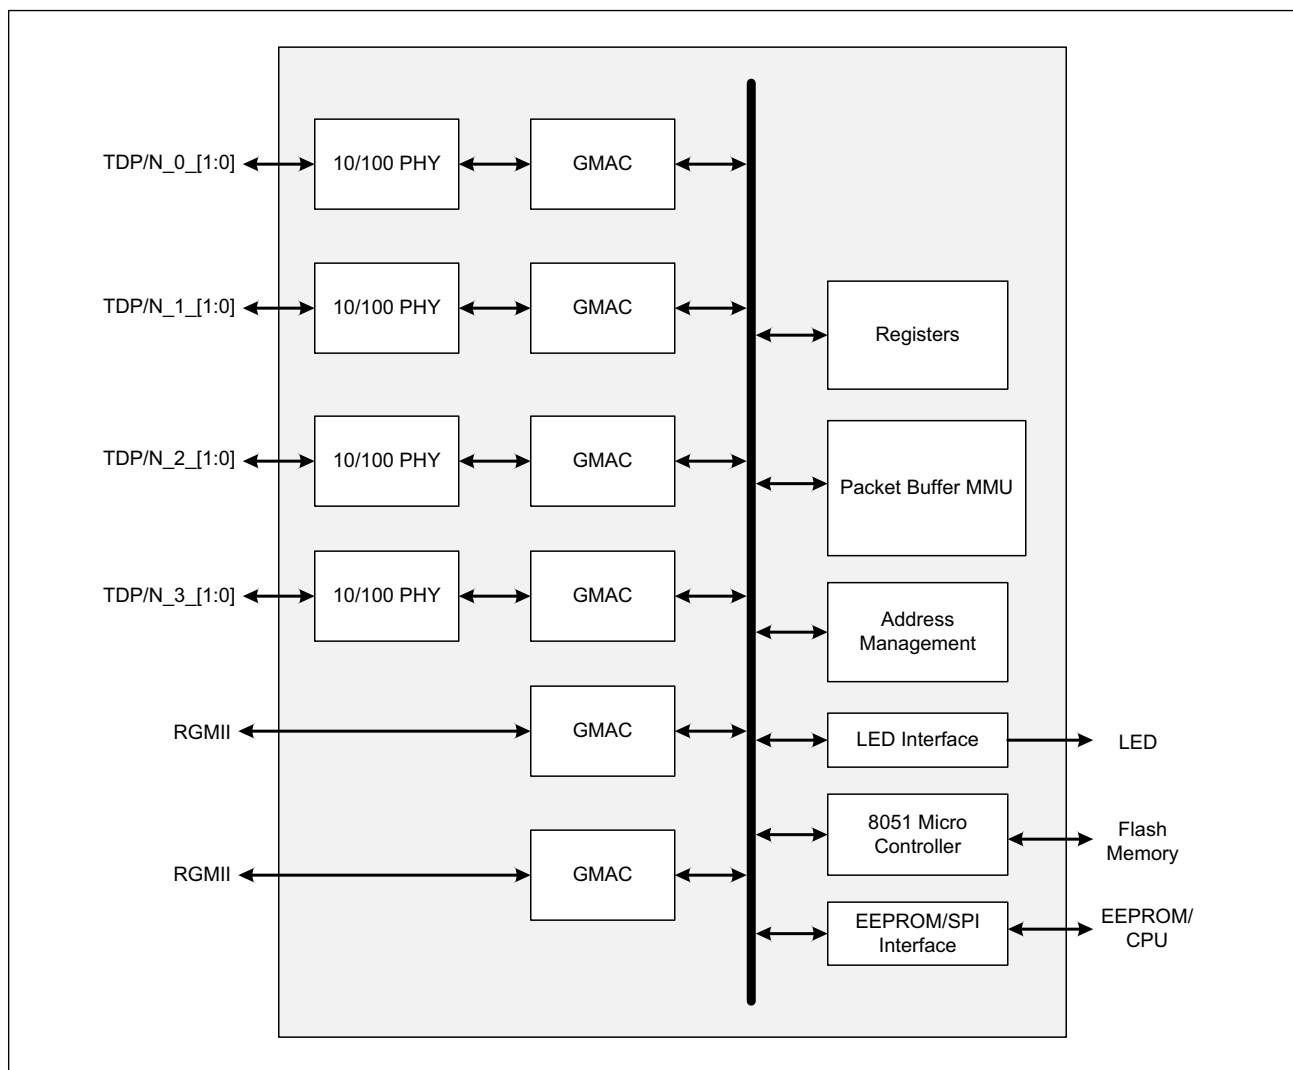 TDP/N_0_[1:0]
10/100 PHY
GMAC
TDP/N_1_[1:0]
10/100 PHY
GMAC
Registers
TDP/N_2_[1:0]
10/100 PHY
GMAC
Packet Buffer MMU
TDP/N_3_[1:0]
10/100 PHY
GMAC
Address
Management
RGMII
GMAC
LED Interface
LED
8051 Micro
Controller
Flash
Memory
RGMII
GMAC
EEPROM/SPI
Interface
EEPROM/
CPU